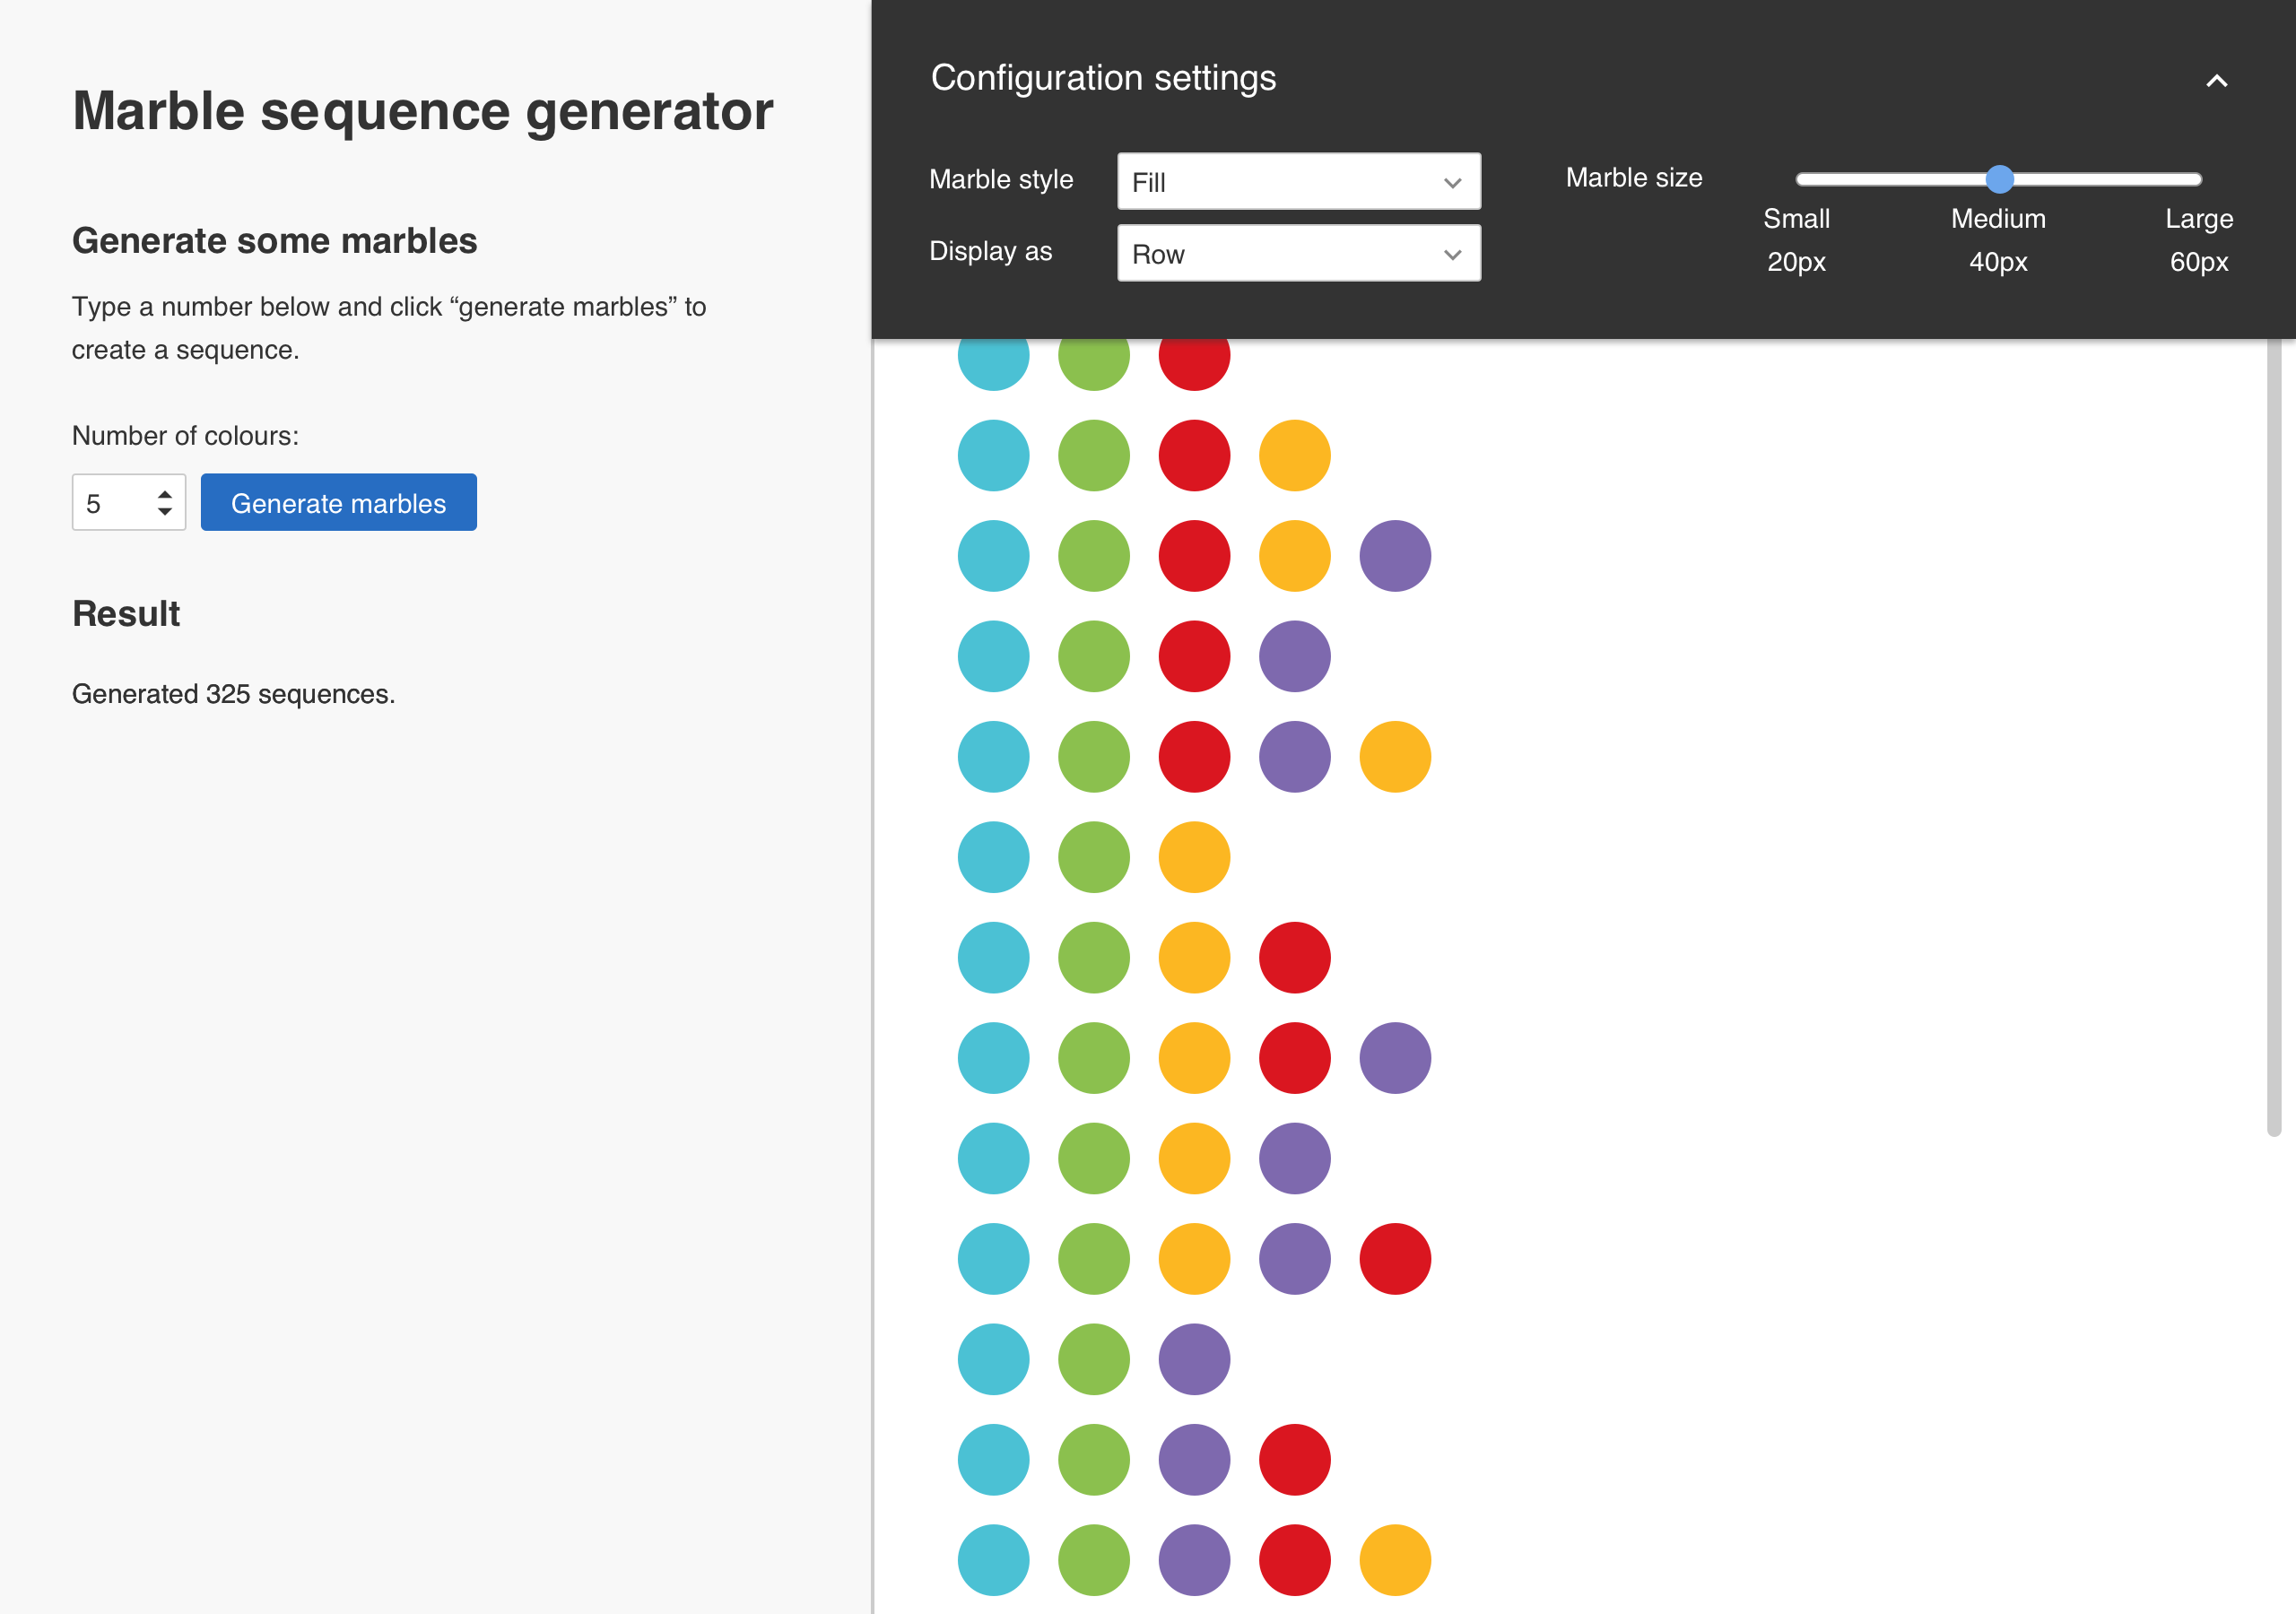 Marble sequence generator
Generate some marbles
Type a number below and click “generate marbles” to
create a sequence.
Number of colours:
5
Generate marbles
Result
Generated 325 sequences.
Configuration settings
Marble style
Fill
Display as
Row
Marble size
Small
Medium
Large
20px
40px
60px